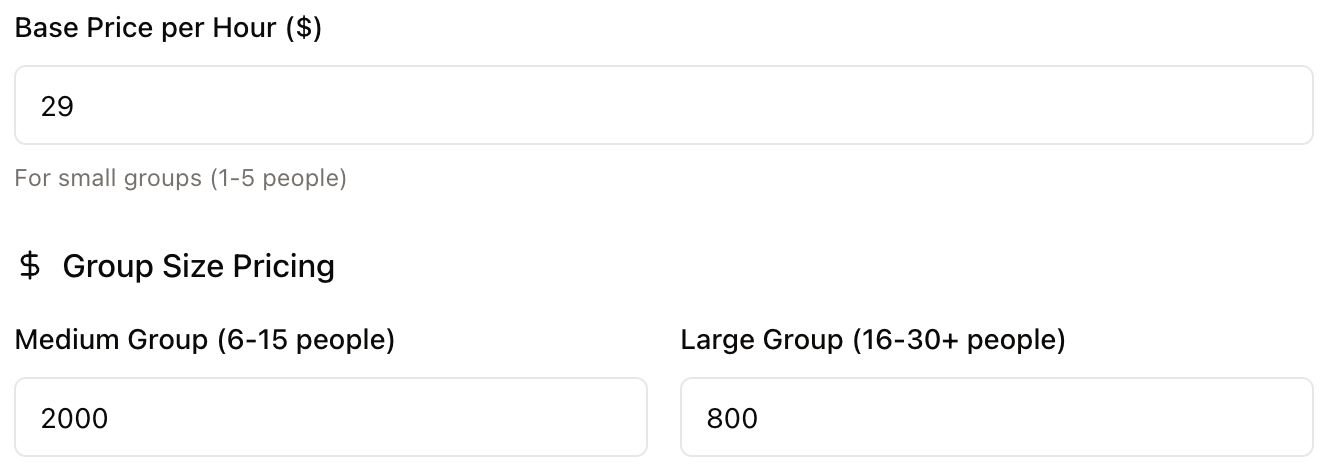 Base Price per Hour ($)
29
For small groups (1-5 people)
$ Group Size Pricing
Medium Group (6-15 people)
Large Group (16-30+ people)
2000
800